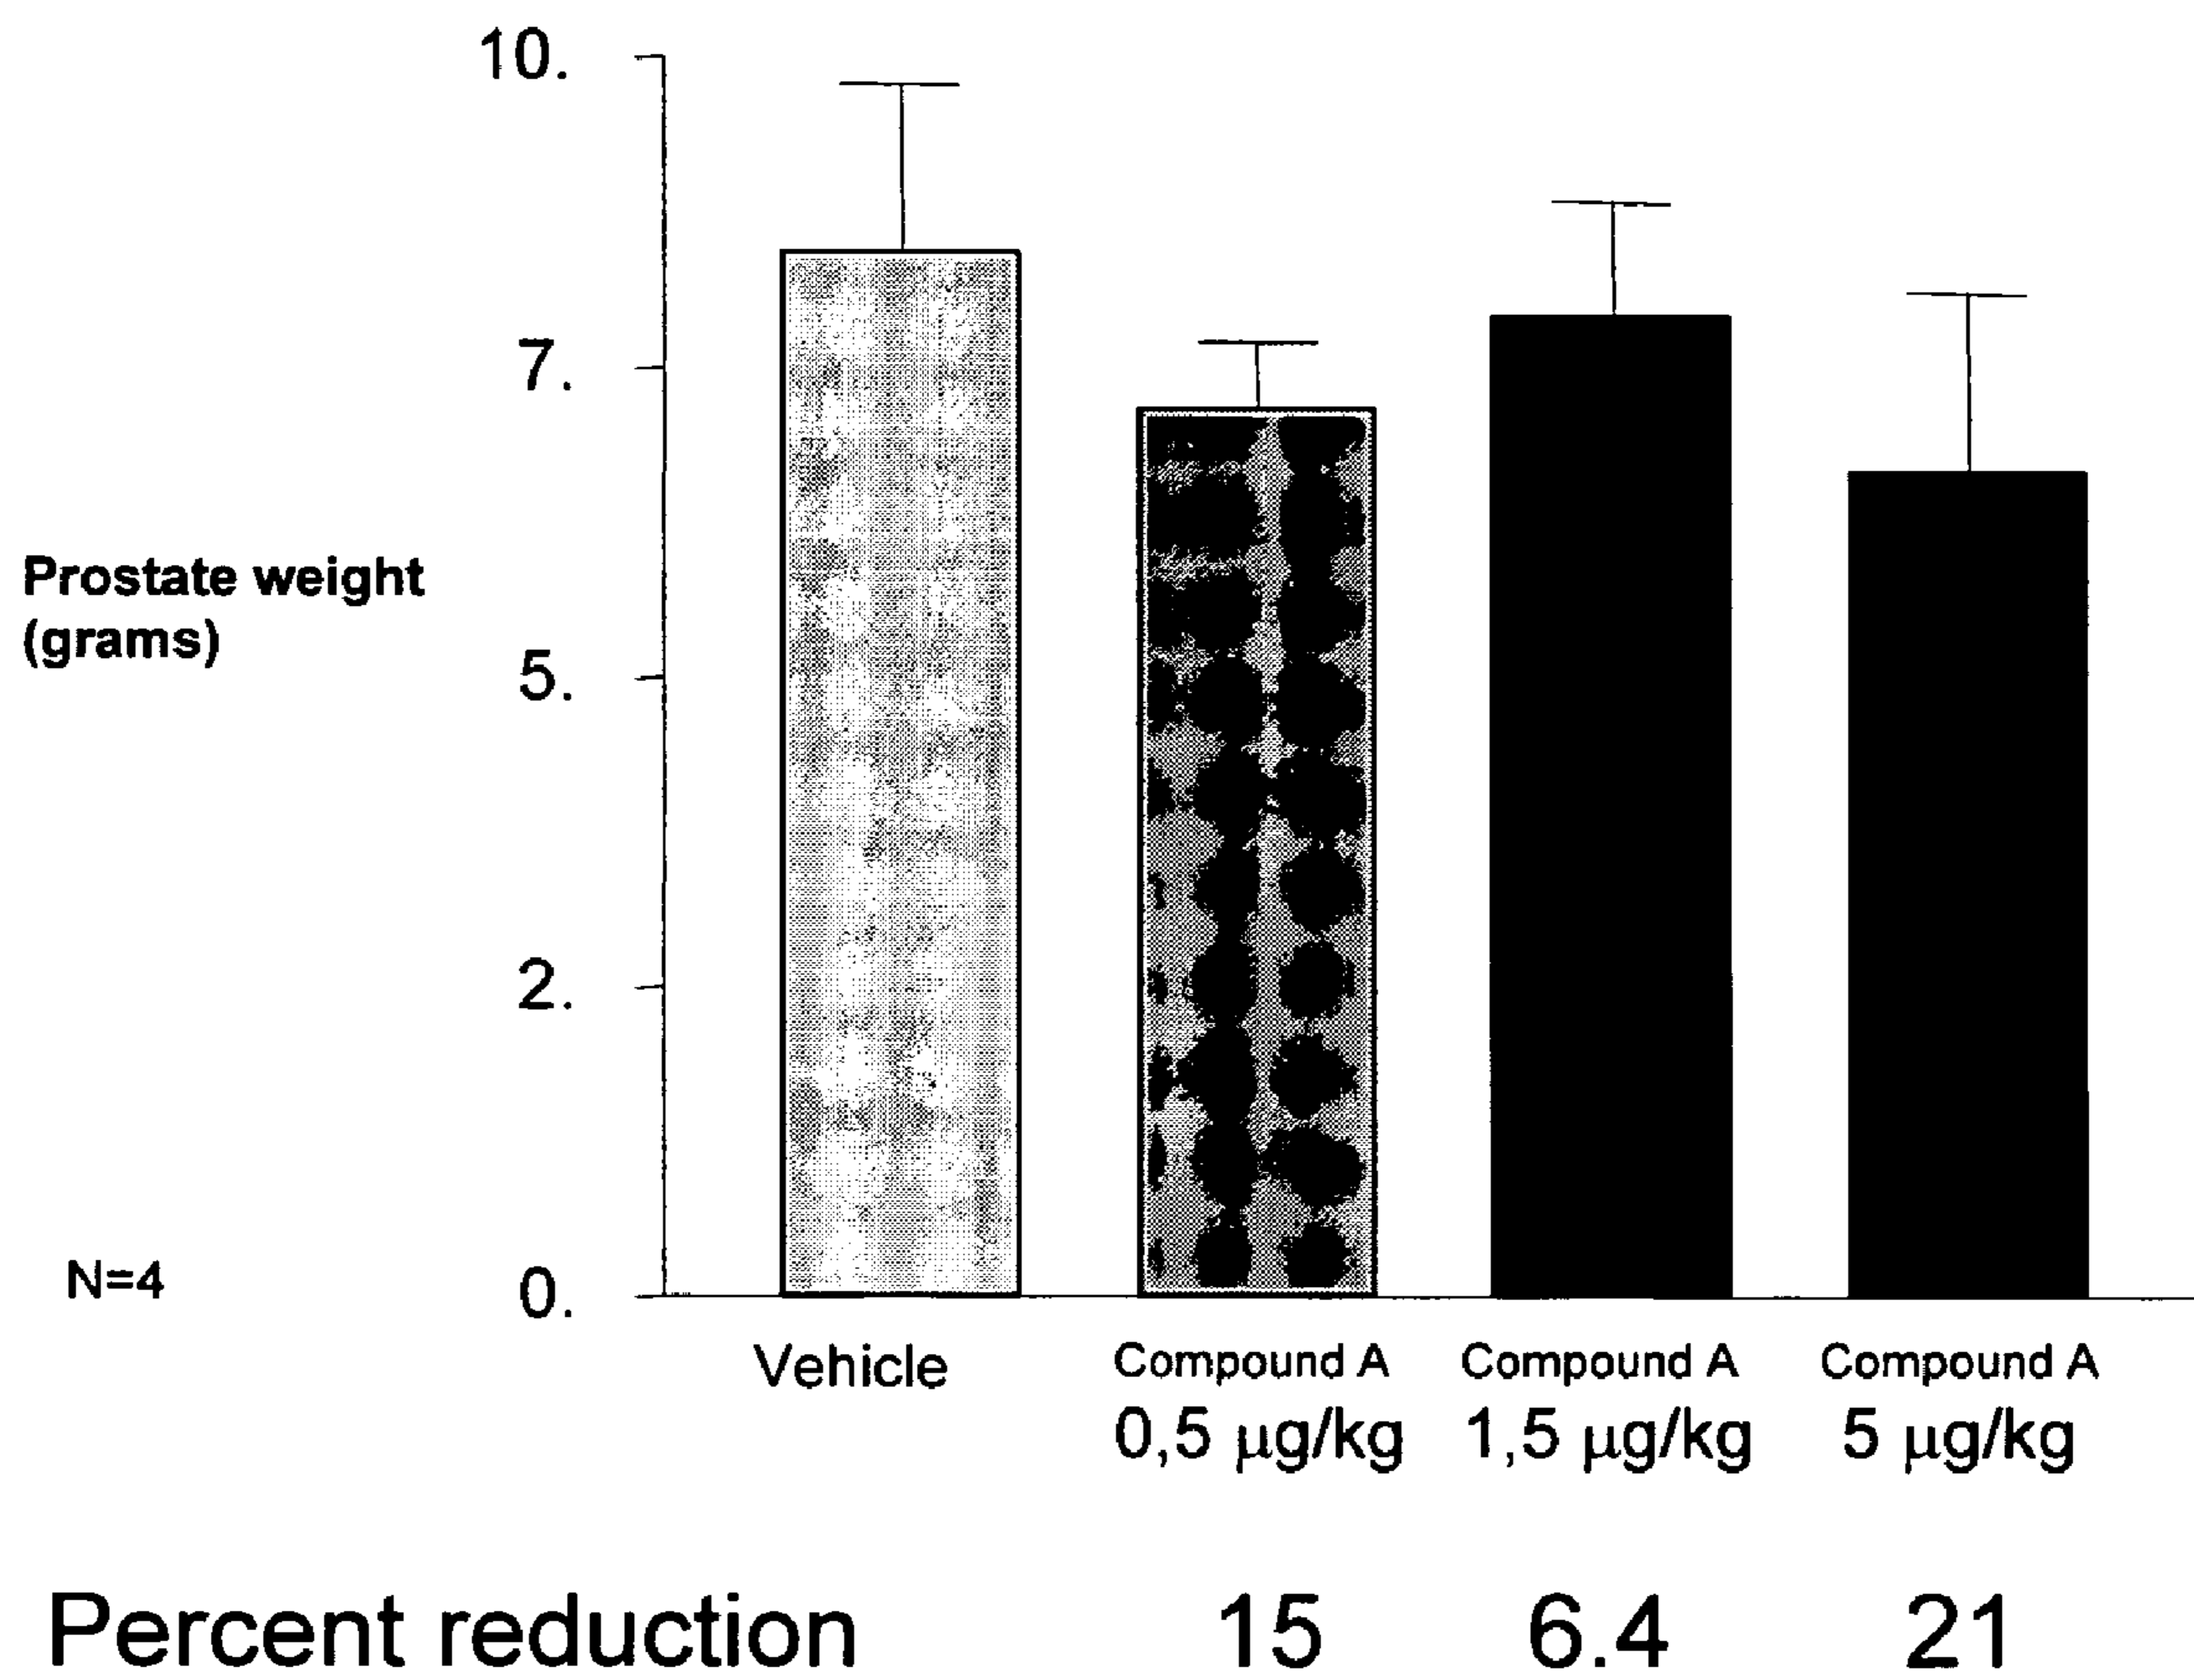 10.
7.
5.
2.
0.
Prostate weight
(grams)
N=4
Vehicle
Compound A
0,5 μg/kg
Compound A
1,5 μg/kg
Compound A
5 μg/kg
Percent reduction 15 6.4 21